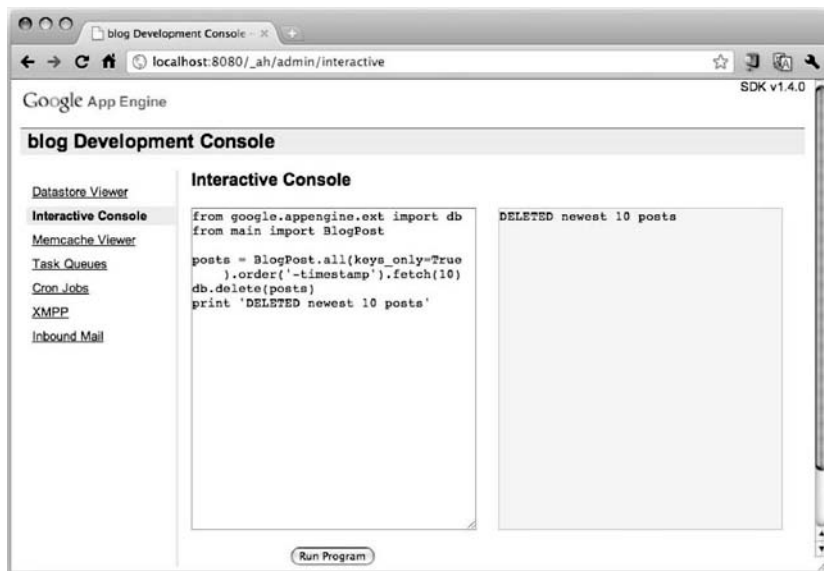 blog Development Console -
localhost:8080/_ah/admin/interactive
SDK v1.4.0
Google App Engine
blog Development Console
Datastore Viewer
Interactive Console
Memcache Viewer
Task Queues
Cron Jobs
XMPP
Inbound Mail
Interactive Console
from google.appengine.ext import db
from main import BlogPost
posts = BlogPost.all(keys_only=True
).order('-timestamp').fetch(10)
db.delete(posts)
print 'DELETED newest 10 posts'
DELETED newest 10 posts
Run Program